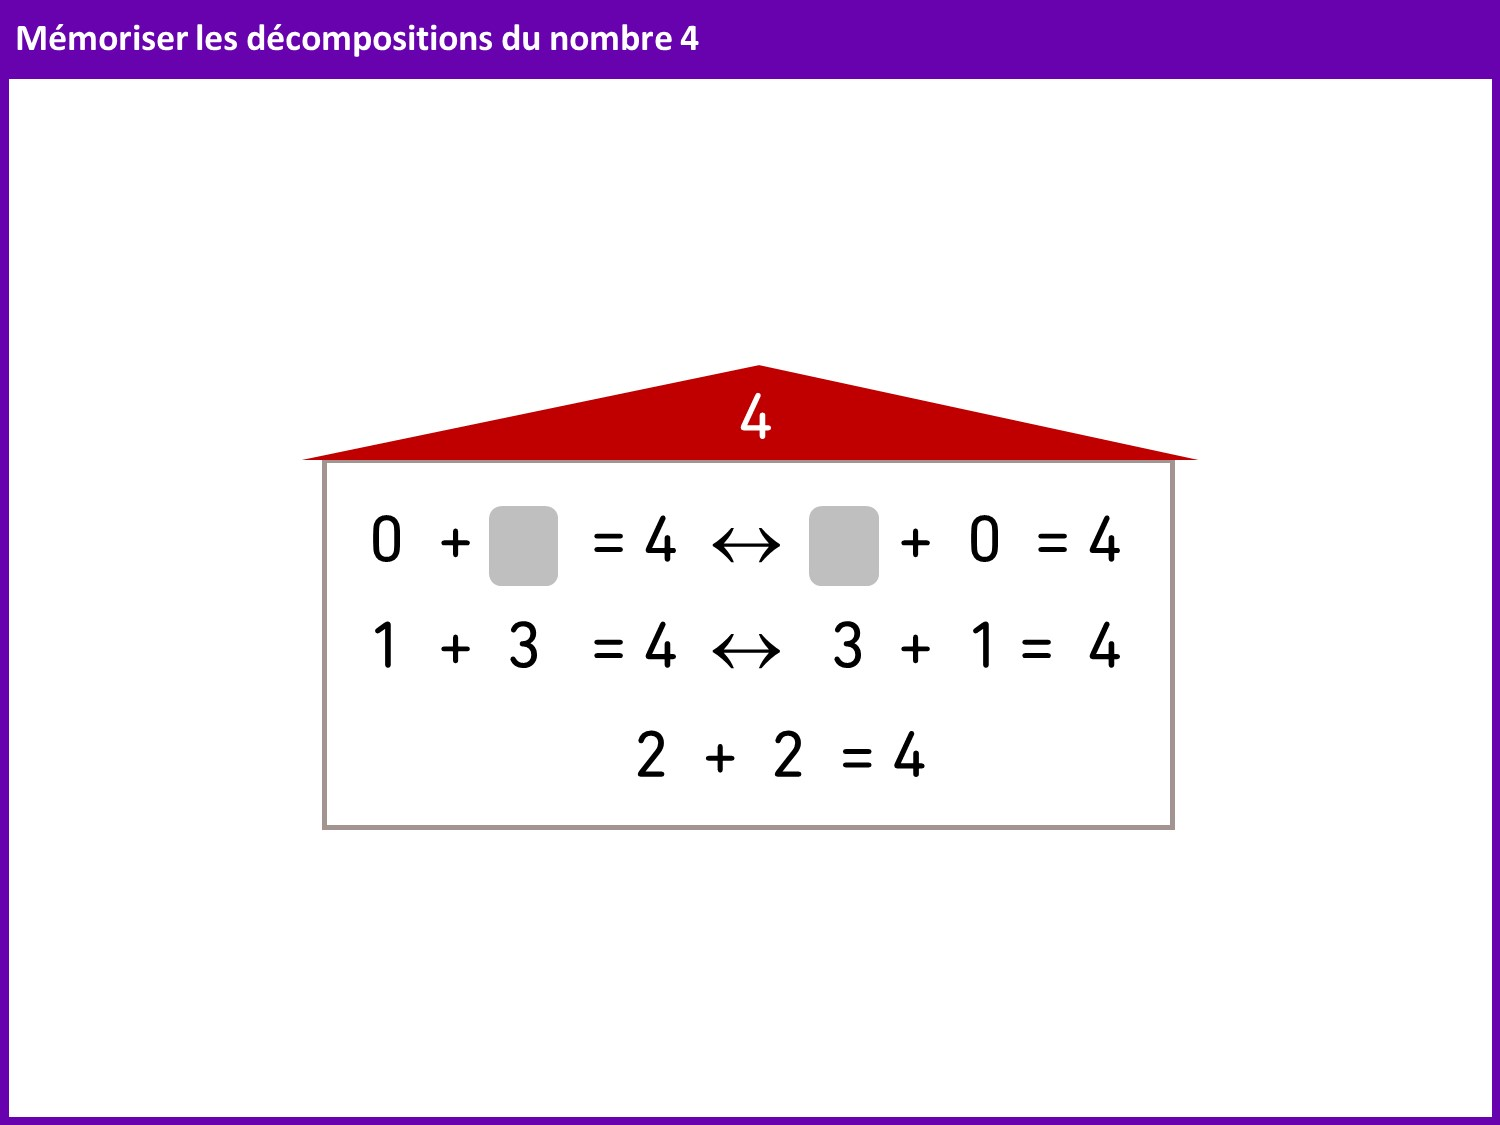 Mémoriser les décompositions du nombre 4
4
0 + = 4 ↔ + 0 = 4
1 + 3 = 4 ↔ 3 + 1 = 4
2 + 2 = 4